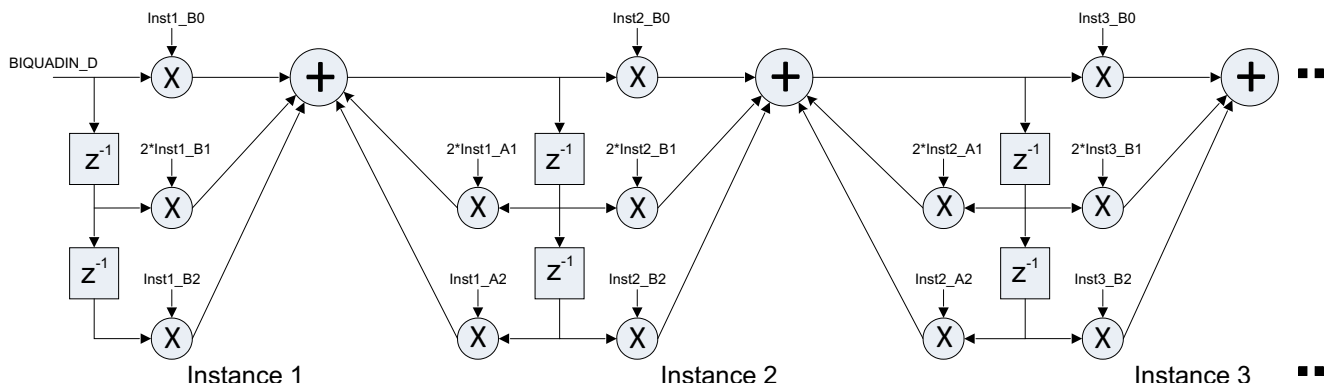 Inst1_B0
Inst2_B0
Inst3_B0
BIQUADIN_D
X
+
X
+
X
+
z-1
2*Inst1_B1
2*Inst1_A1
z-1
2*Inst2_B1
2*Inst2_A1
z-1
2*Inst3_B1
X
X
X
X
X
z-1
Inst1_B2
Inst1_A2
z-1
Inst2_B2
Inst2_A2
z-1
Inst3_B2
X
X
X
X
X
Instance 1
Instance 2
Instance 3